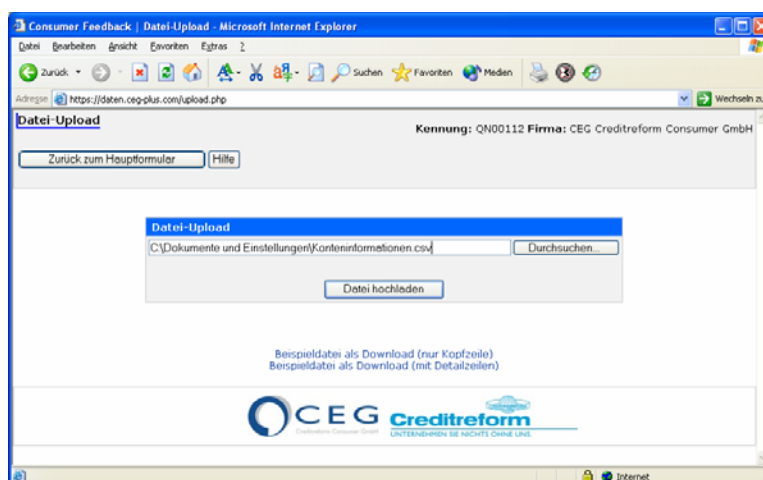 Consumer Feedback | Datei-Upload - Microsoft Internet Explorer
Datei Bearbeiten Ansicht Favoriten Extras ?
Zurück Suchen Favoriten Medien
Adresse https://daten.ceg-plus.com/upload.php Wechseln zu
Datei-Upload
Kennung: QN00112 Firma: CEG Creditreform Consumer GmbH
Zurück zum Hauptformular Hilfe
Datei-Upload
C:\Dokumente und Einstellungen\Konteninformationen.csv Durchsuchen...
Datei hochladen
Beispieldatei als Download (nur Kopfzeile)
Beispieldatei als Download (mit Detailzeilen)
CEG Creditreform
Creditreform Consumer GmbH
UNTERNEHMEN SIE NICHTS OHNE UNS.
Internet